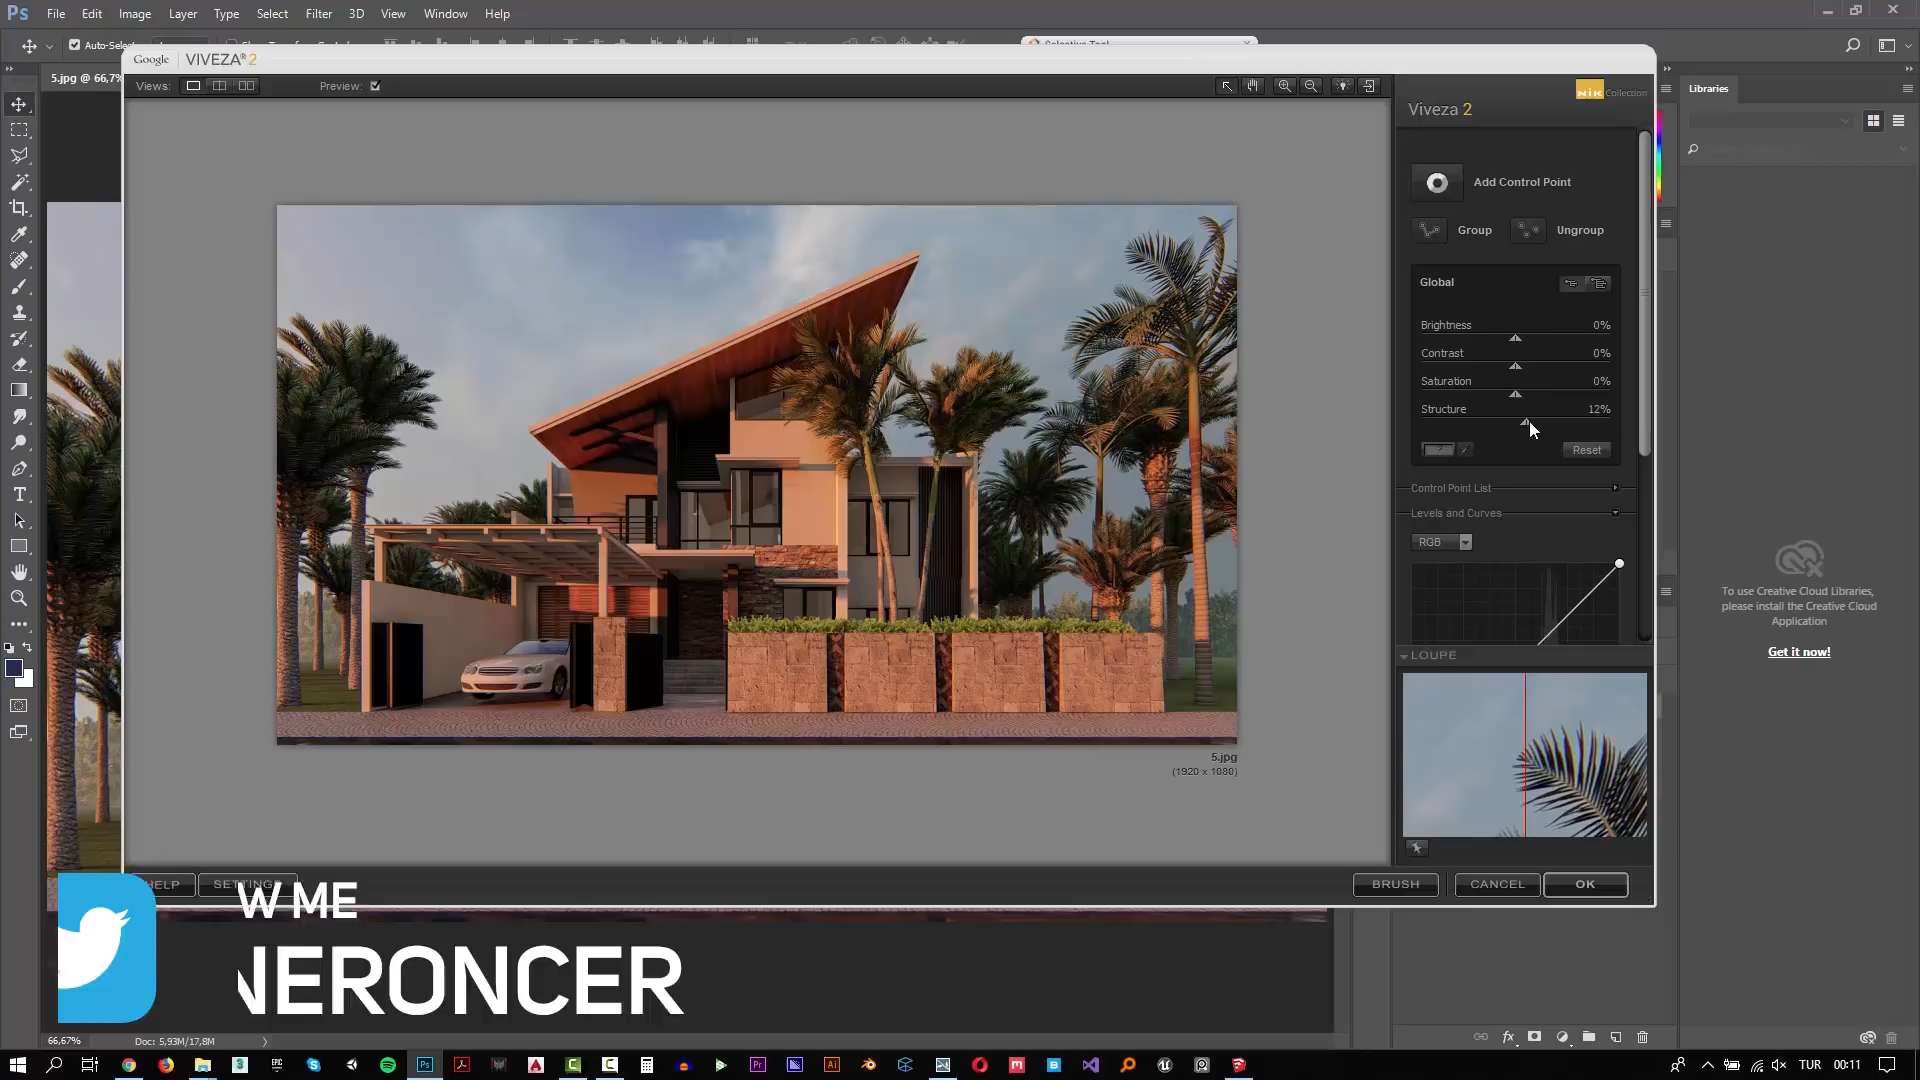 Ps File Edit Image Layer Type Select Filter 3D View Window Help
Auto-Select
5.jpg @ 66,7%
Google VIVEZA® 2
Views: Preview:
Libraries
Nik Collection
Viveza 2
Add Control Point
Group Ungroup
Global
Brightness 0%
Contrast 0%
Saturation 0%
Structure 12%
Reset
Control Point List
Levels and Curves
RGB
LOUPE
5.jpg
(1920 x 1080)
To use Creative Cloud Libraries,
please install the Creative Cloud
Application
Get it now!
HELP SETTINGS
BRUSH CANCEL OK
W ME
NERONCER
66,67% Doc: 5,93M/17,8M
TUR 00:11